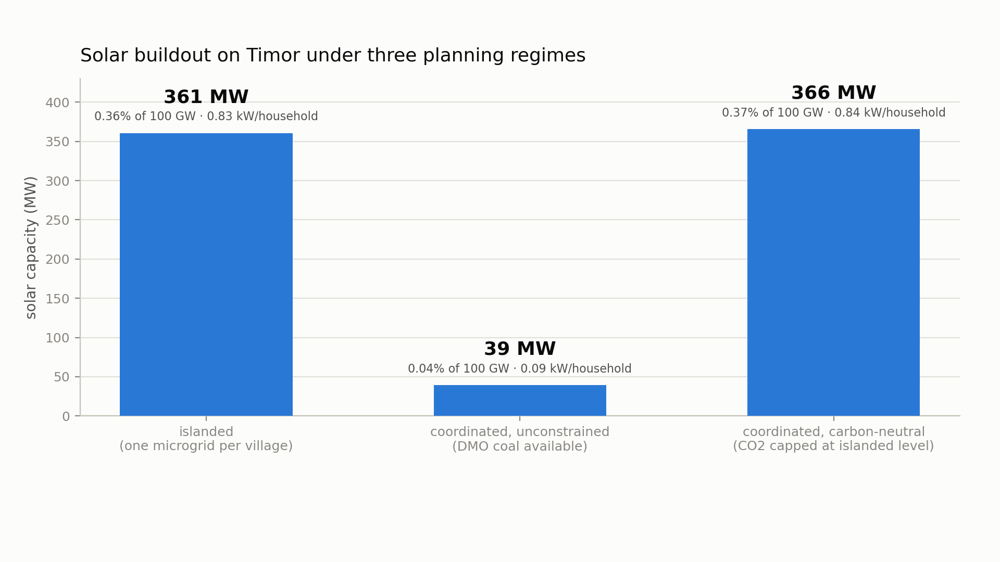 Solar buildout on Timor under three planning regimes
solar capacity (MW)
400
350
300
250
200
150
100
50
0
361 MW
0.36% of 100 GW · 0.83 kW/household
39 MW
0.04% of 100 GW · 0.09 kW/household
366 MW
0.37% of 100 GW · 0.84 kW/household
islanded
(one microgrid per village)
coordinated, unconstrained
(DMO coal available)
coordinated, carbon-neutral
(CO2 capped at islanded level)